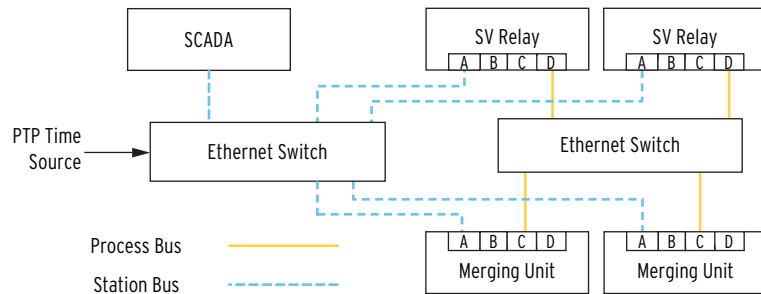 SCADA
SV Relay
SV Relay
A B C D
A B C D
PTP Time
Source
Ethernet Switch
Ethernet Switch
Process Bus
Station Bus
A B C D
A B C D
Merging Unit
Merging Unit